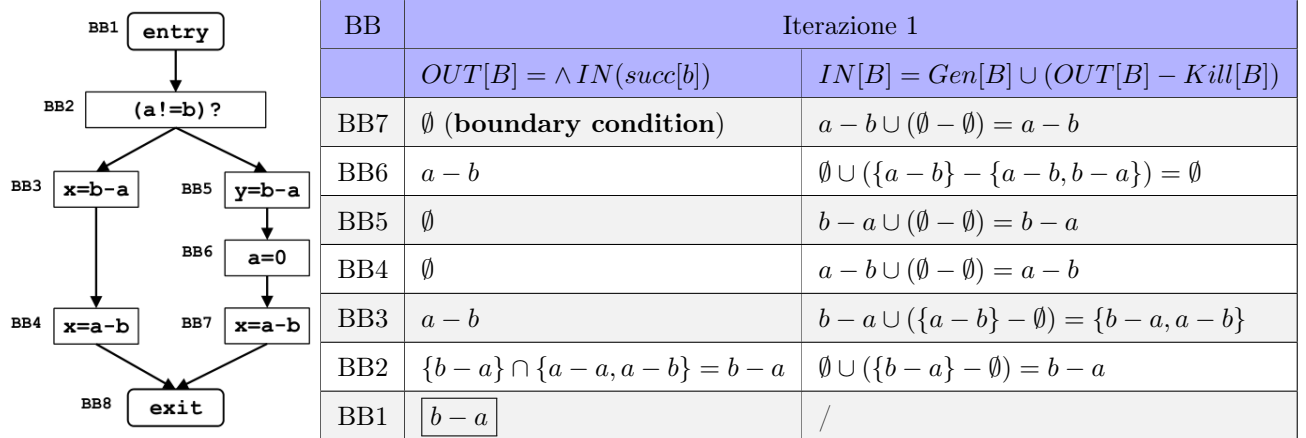 BB1 entry
BB2 (a!=b)?
BB3 x=b-a BB5 y=b-a
BB6 a=0
BB4 x=a-b BB7 x=a-b
BB8 exit
BB Iterazione 1
OUT[B] = ∧ IN(succ[b]) IN[B] = Gen[B] ∪ (OUT[B] − Kill[B])
BB7 ∅ (boundary condition) a − b ∪ (∅ − ∅) = a − b
BB6 a − b ∅ ∪ ({a − b} − {a − b, b − a}) = ∅
BB5 ∅ b − a ∪ (∅ − ∅) = b − a
BB4 ∅ a − b ∪ (∅ − ∅) = a − b
BB3 a − b b − a ∪ ({a − b} − ∅) = {b − a, a − b}
BB2 {b − a} ∩ {a − a, a − b} = b − a ∅ ∪ ({b − a} − ∅) = b − a
BB1 b − a /